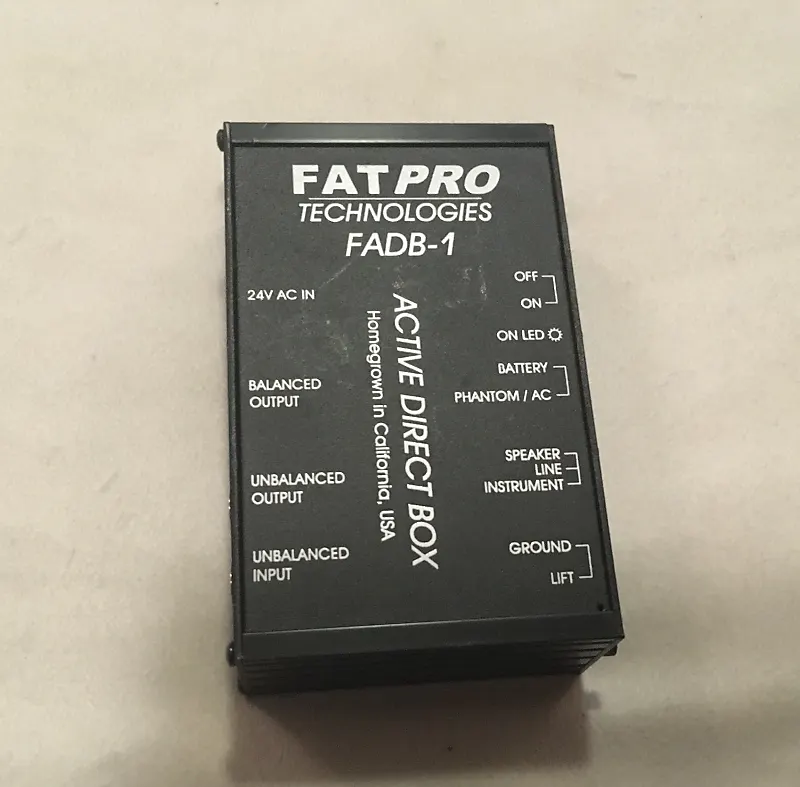 FATPRO
TECHNOLOGIES
FADB-1
24V AC IN
BALANCED
OUTPUT
UNBALANCED
OUTPUT
UNBALANCED
INPUT
ACTIVE DIRECT BOX
Homegrown in California, USA
OFF
ON
ON LED
BATTERY
PHANTOM / AC
SPEAKER
LINE
INSTRUMENT
GROUND
LIFT